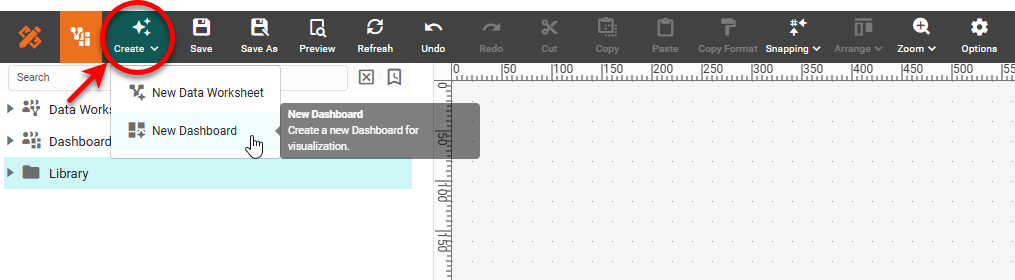 Create
Save
Save As
Preview
Refresh
Undo
Redo
Cut
Copy
Paste
Copy Format
Snapping
Arrange
Zoom
Options
Search
0
50
100
150
200
250
300
350
400
450
500
New Data Worksheet
Data Works
New Dashboard
New Dashboard
Create a new Dashboard for
visualization.
Dashboard
Library
0
50
100
150